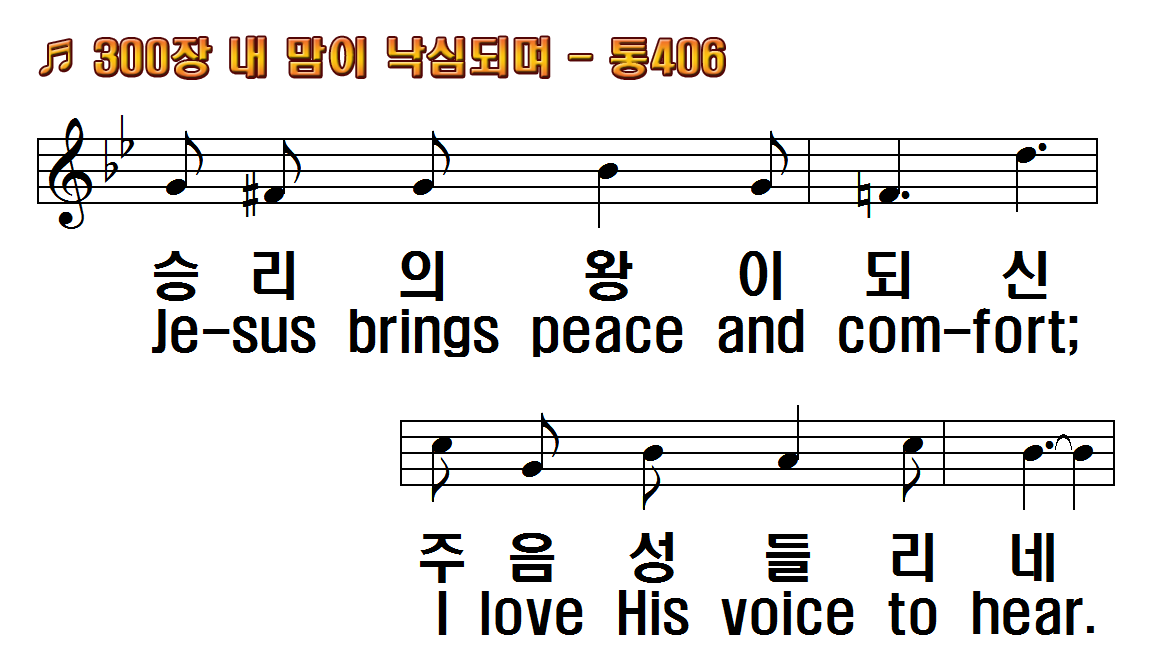 ♬ 300장 내 맘이 낙심되며 - 통406
승 리 의 왕 이 되 신
Je-sus brings peace and com-fort;
주 음 성 들 리 네
I love His voice to hear.